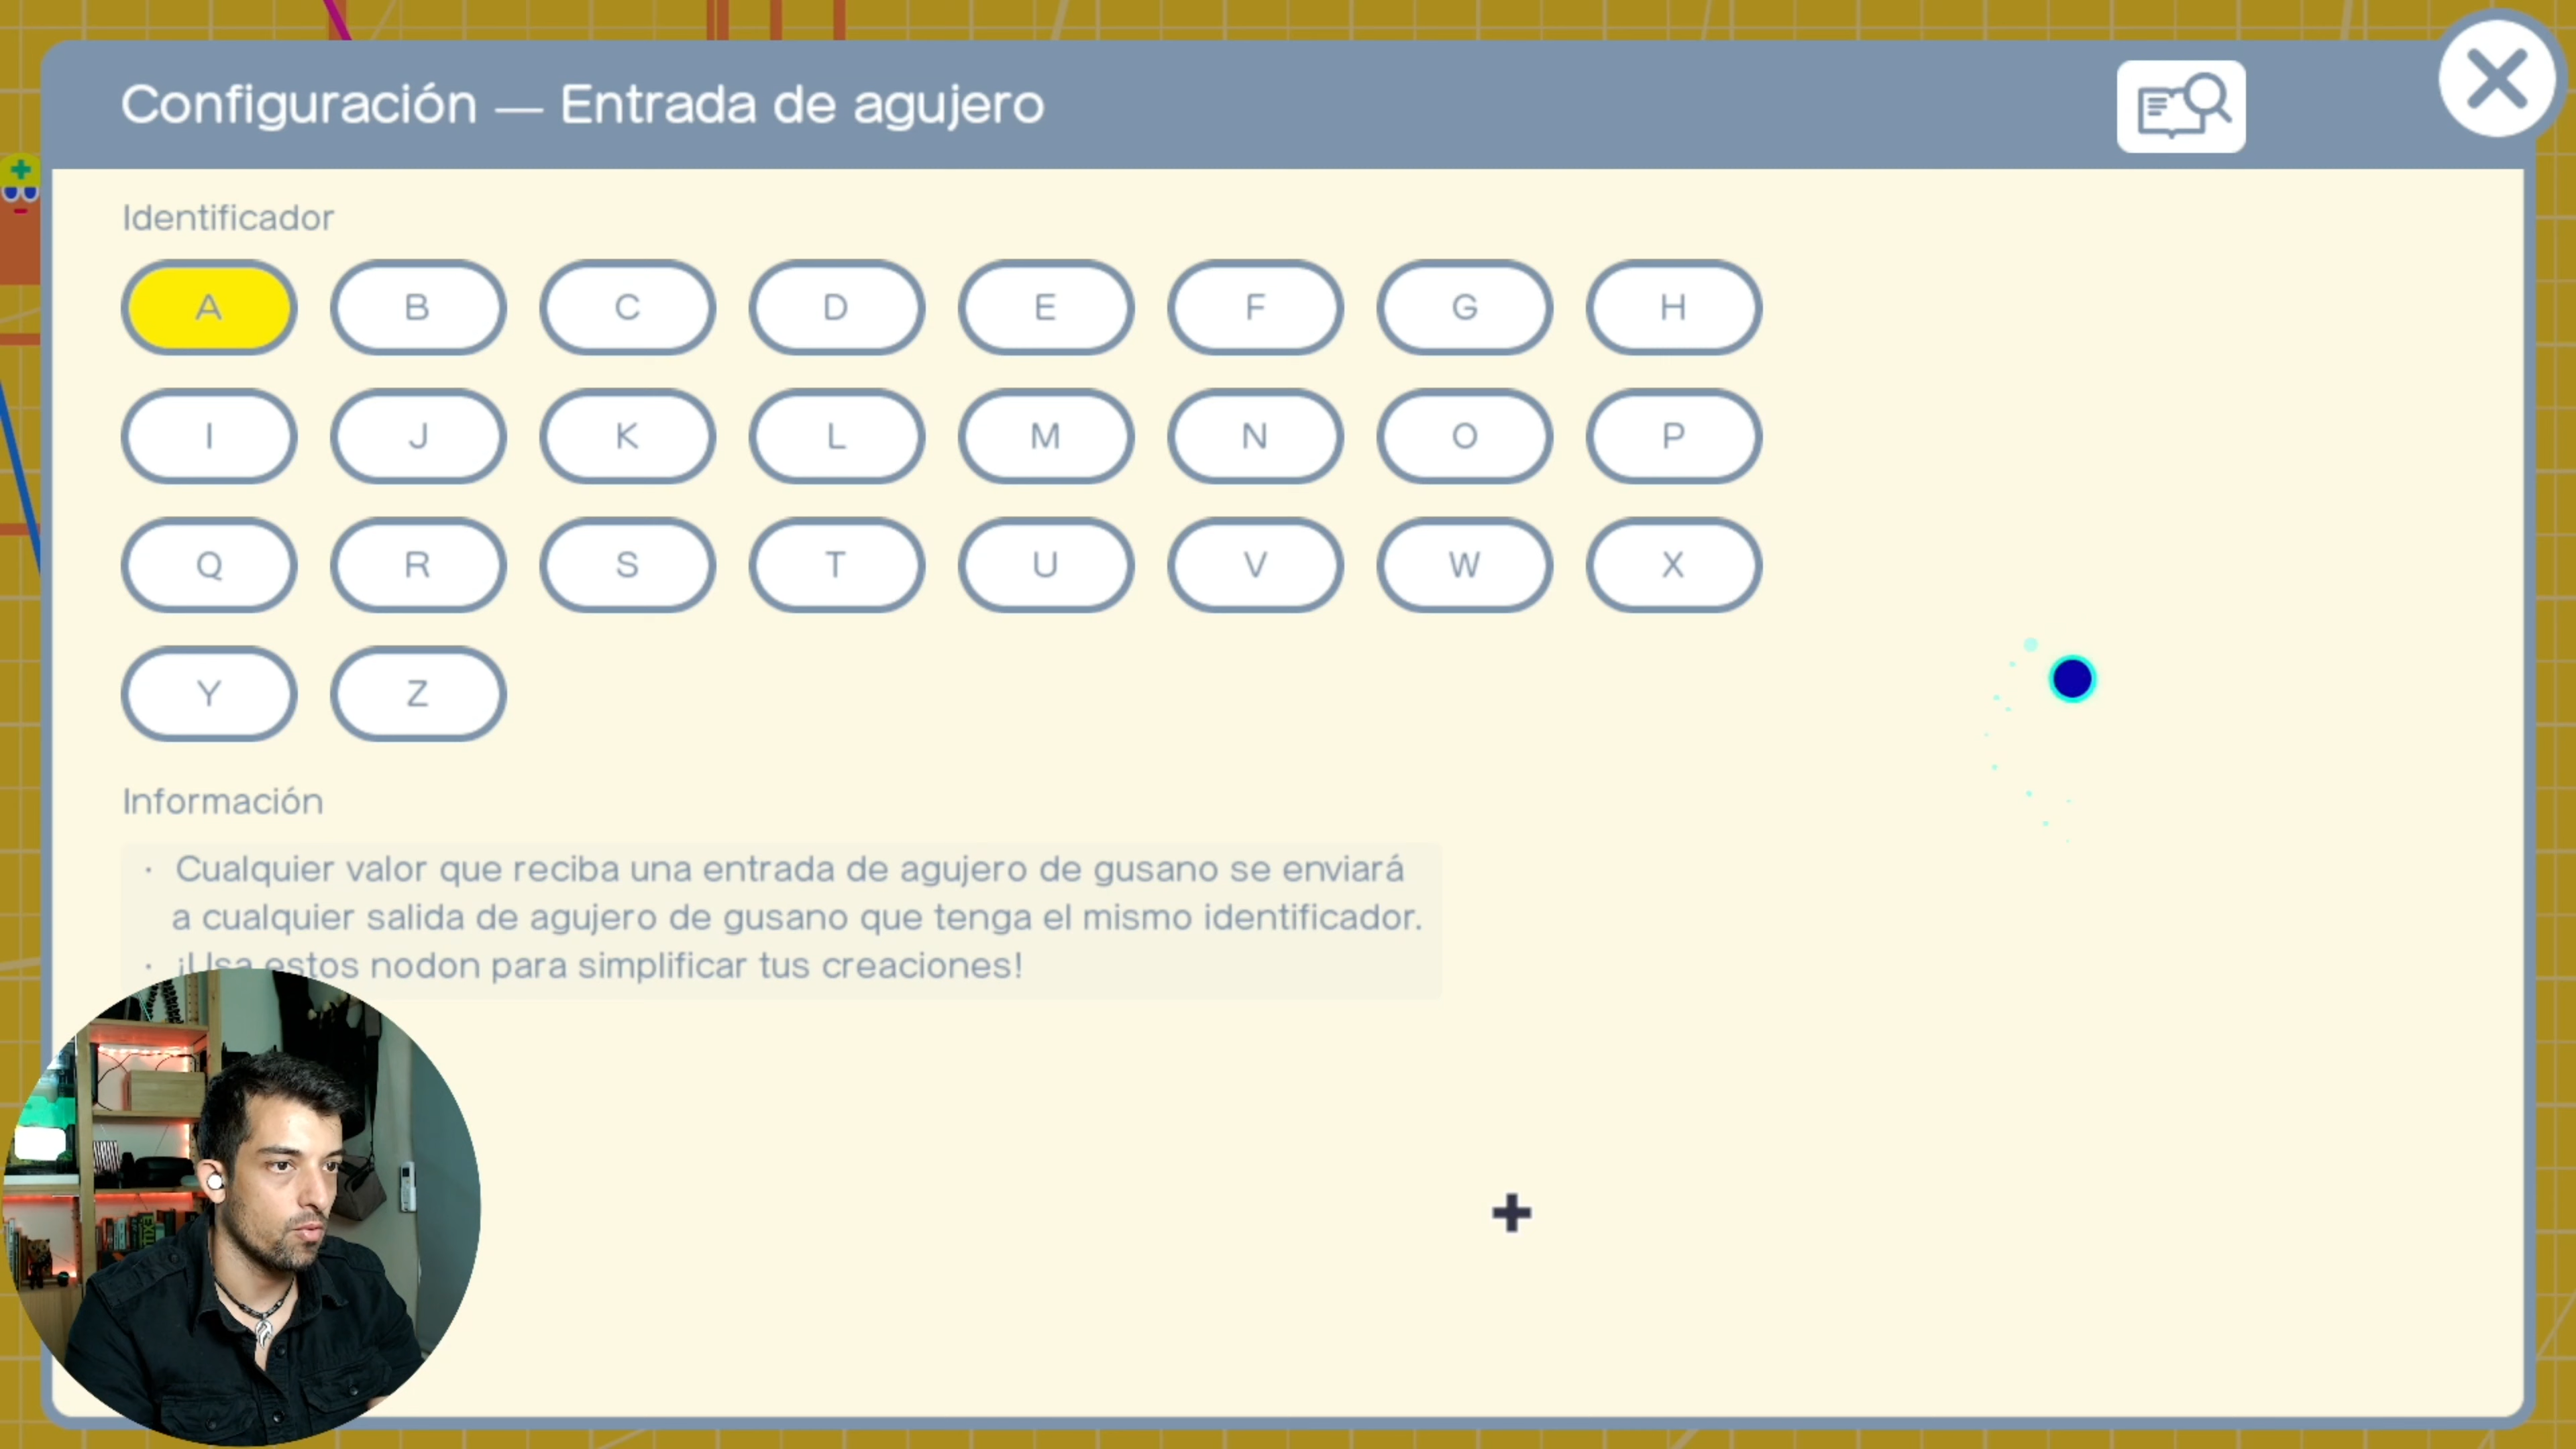 Configuración — Entrada de agujero
Identificador
A B C D E F G H
I J K L M N O P
Q R S T U V W X
Y Z
Información
· Cualquier valor que reciba una entrada de agujero de gusano se enviará
a cualquier salida de agujero de gusano que tenga el mismo identificador.
· ¡Usa estos nodon para simplificar tus creaciones!